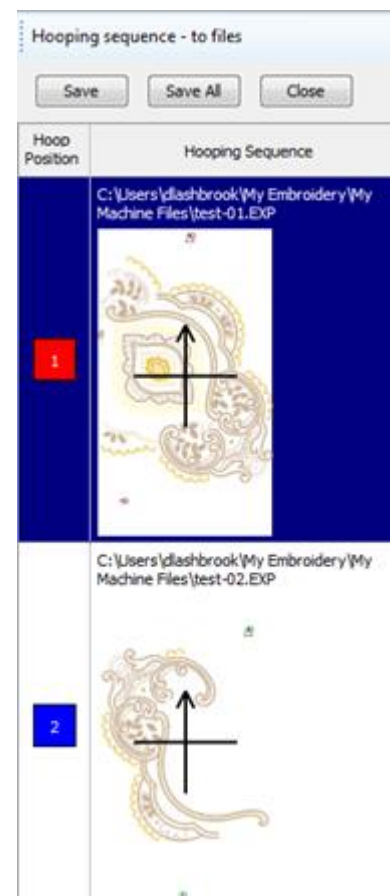 Hooping sequence - to files
Save Save All Close
Hoop Position Hooping Sequence
C:\Users\dlashbrook\My Embroidery\My
Machine Files\test-01.EXP
1
C:\Users\dlashbrook\My Embroidery\My
Machine Files\test-02.EXP
2